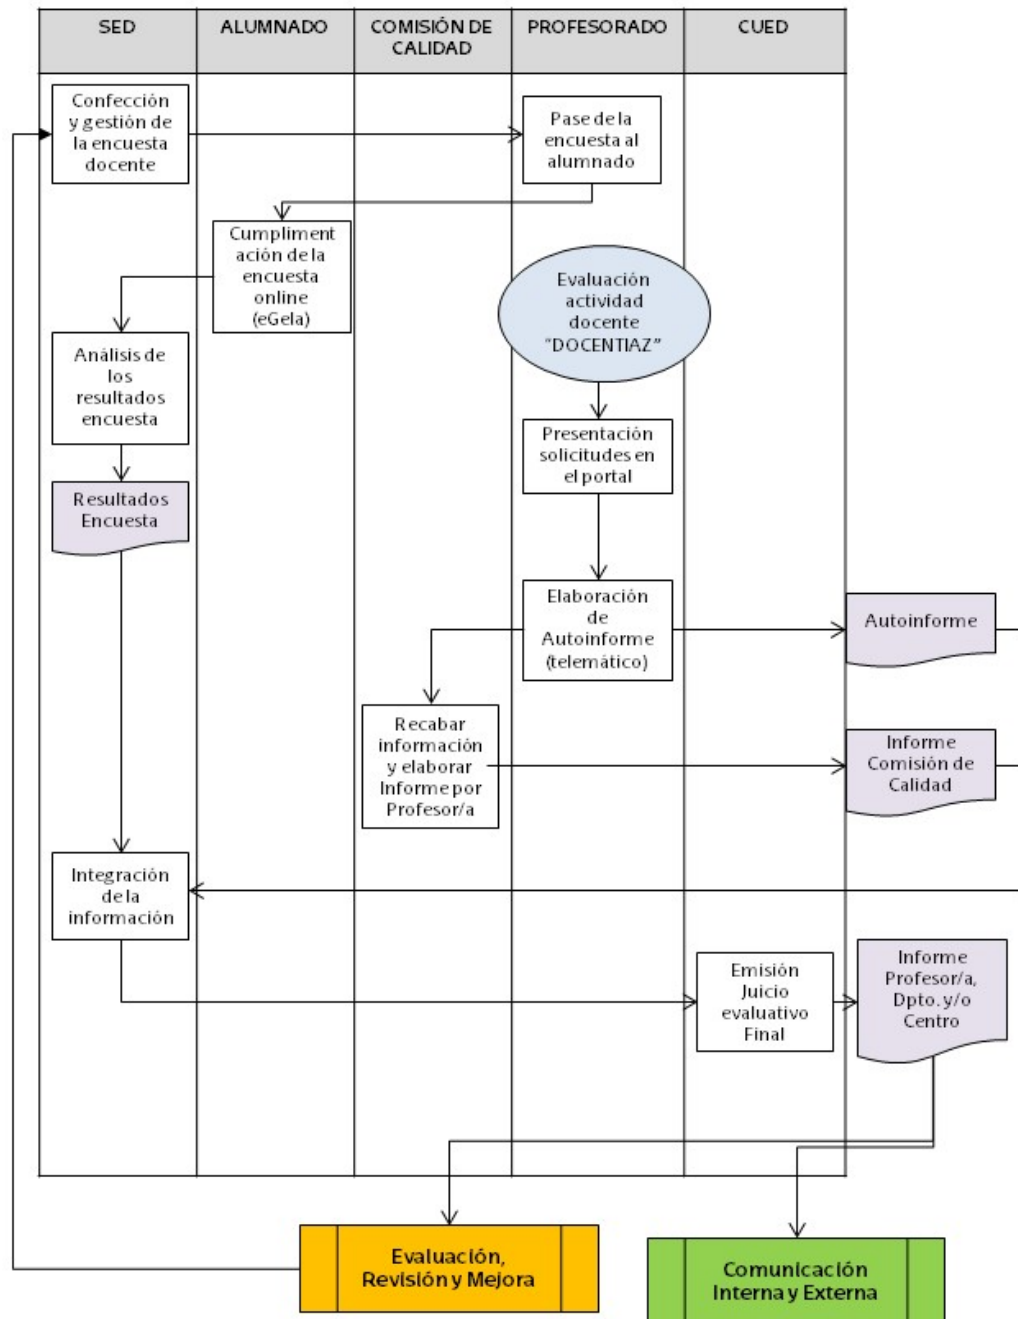 SED
ALUMNADO
COMISIÓN DE
CALIDAD
PROFESORADO
CUED
Confección
y gestión de
la encuesta
docente
Pase de la
encuesta al
alumnado
Cumpliment
ación de la
encuesta
online
(eGela)
Evaluación
actividad
docente
"DOCENTIAZ"
Análisis de
los
resultados
encuesta
Presentación
solicitudes en
el portal
Resultados
Encuesta
Elaboración
de
Autoinforme
(telemático)
Autoinforme
Recabar
información
y elaborar
Informe por
Profesor/a
Informe
Comisión de
Calidad
Integración
de la
información
Emisión
Juicio
evaluativo
Final
Informe
Profesor/a,
Dpto. y/o
Centro
Evaluación,
Revisión y Mejora
Comunicación
Interna y Externa